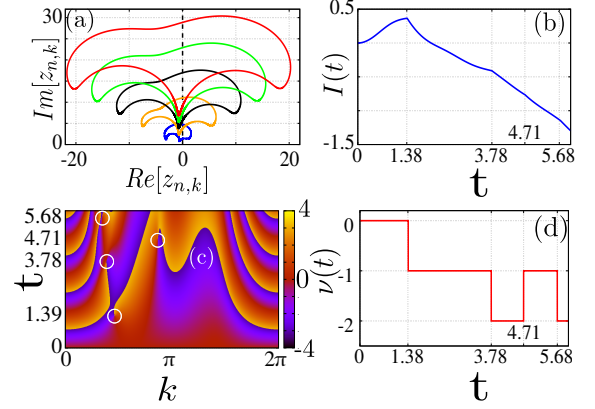 (a)
Im[z_{n,k}]
30
0
-20
0
20
Re[z_{n,k}]
(b)
I(t)
0.5
-1.5
0
1.38
3.78
4.71
5.68
t
(c)
t
5.68
4.71
3.78
1.39
0
π
2π
k
4
0
-4
(d)
ν(t)
0
-1
-2
0
1.38
3.78
4.71
5.68
t